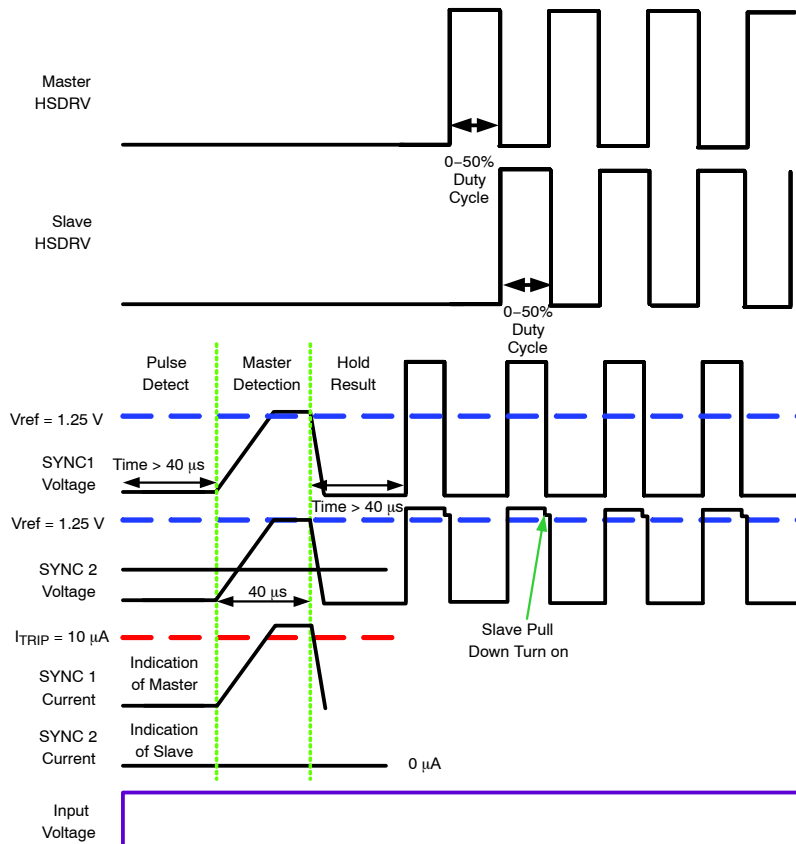 Master
HSDRV
0–50%
Duty
Cycle
Slave
HSDRV
0–50%
Duty
Cycle
Pulse
Detect
Master
Detection
Hold
Result
Vref = 1.25 V
SYNC1
Voltage
Time > 40 μs
Time > 40 μs
Vref = 1.25 V
SYNC 2
Voltage
40 μs
Slave Pull
Down Turn on
ITRIP = 10 μA
SYNC 1
Current
Indication
of Master
SYNC 2
Current
Indication
of Slave
0 μA
Input
Voltage